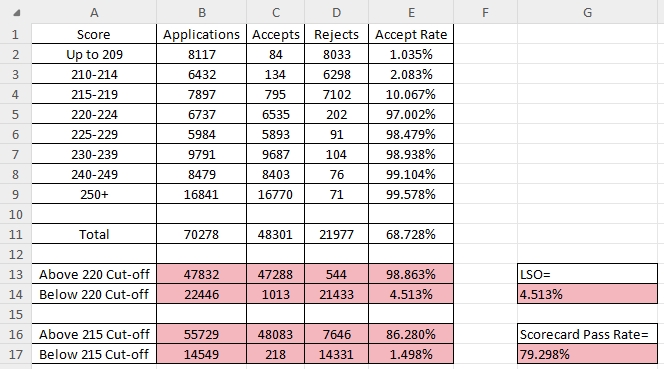 A B C D E F G
1 Score Applications Accepts Rejects Accept Rate
2 Up to 209 8117 84 8033 1.035%
3 210-214 6432 134 6298 2.083%
4 215-219 7897 795 7102 10.067%
5 220-224 6737 6535 202 97.002%
6 225-229 5984 5893 91 98.479%
7 230-239 9791 9687 104 98.938%
8 240-249 8479 8403 76 99.104%
9 250+ 16841 16770 71 99.578%
10
11 Total 70278 48301 21977 68.728%
12
13 Above 220 Cut-off 47832 47288 544 98.863% LSO=
14 Below 220 Cut-off 22446 1013 21433 4.513% 4.513%
15
16 Above 215 Cut-off 55729 48083 7646 86.280% Scorecard Pass Rate=
17 Below 215 Cut-off 14549 218 14331 1.498% 79.298%